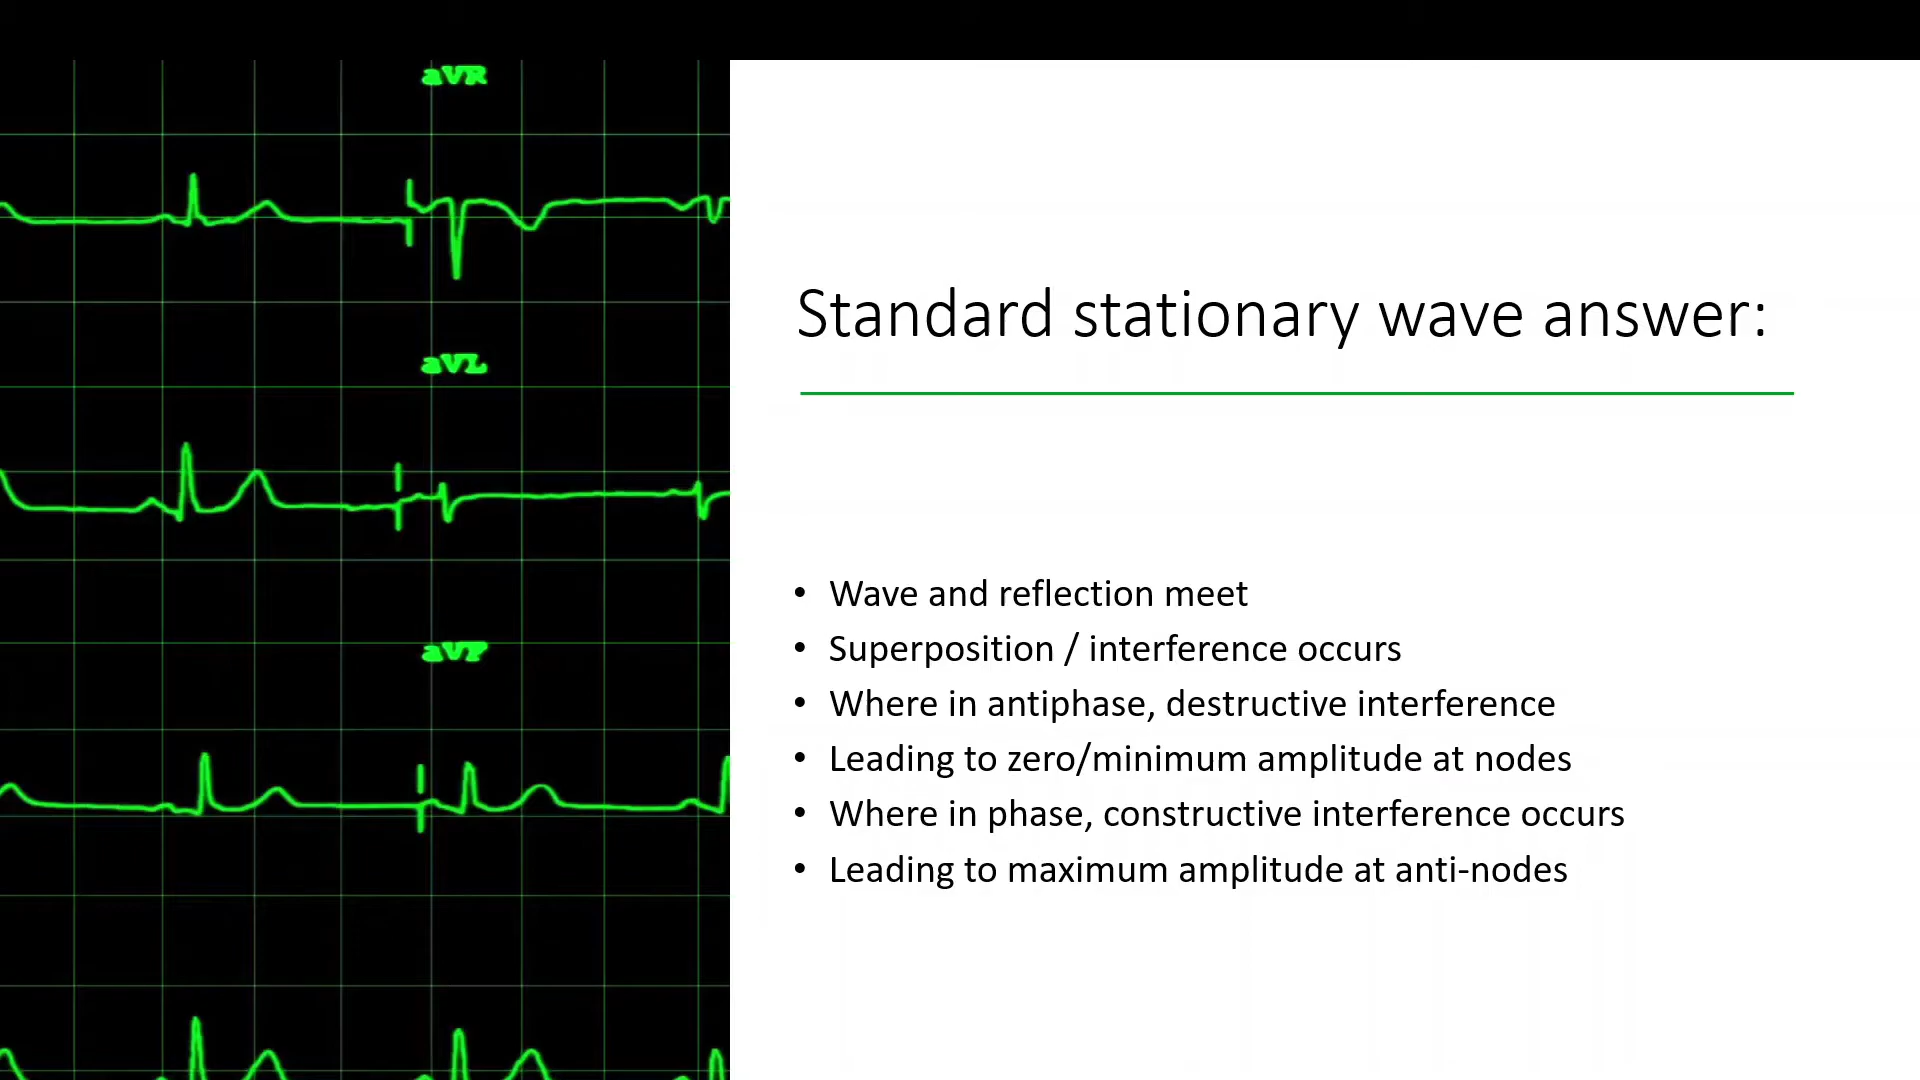 aVR
aVL
aVF
Standard stationary wave answer:
• Wave and reflection meet
• Superposition / interference occurs
• Where in antiphase, destructive interference
• Leading to zero/minimum amplitude at nodes
• Where in phase, constructive interference occurs
• Leading to maximum amplitude at anti-nodes